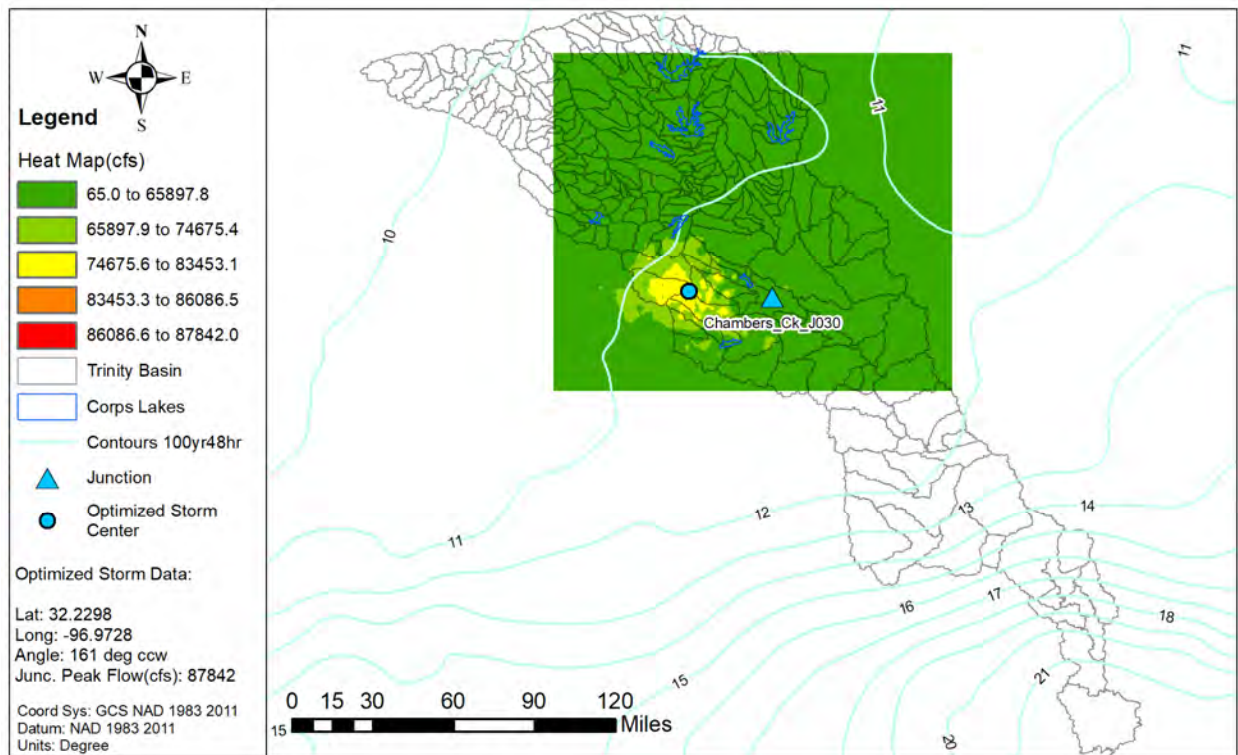 N
W
E
S
Legend
Heat Map(cfs)
65.0 to 65897.8
65897.9 to 74675.4
74675.6 to 83453.1
83453.3 to 86086.5
86086.6 to 87842.0
Trinity Basin
Corps Lakes
Contours 100yr48hr
Junction
Optimized Storm
Center
Optimized Storm Data:
Lat: 32.2298
Long: -96.9728
Angle: 161 deg ccw
Junc. Peak Flow(cfs): 87842
Coord Sys: GCS NAD 1983 2011
Datum: NAD 1983 2011
Units: Degree
11
11
10
Chambers_Ck_J030
12
13
14
11
16
17
18
15
21
20
15
0 15 30 60 90 120
Miles